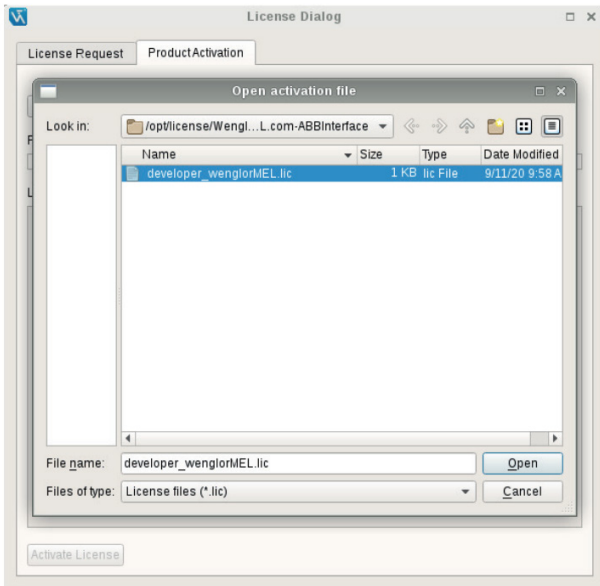 License Dialog
License Request Product Activation
Open activation file
Look in: /opt/license/Wengl...L.com-ABBInterface
Name Size Type Date Modified
developer_wenglorMEL.lic 1 KB lic File 9/11/20 9:58 A
File name: developer_wenglorMEL.lic Open
Files of type: License files (*.lic) Cancel
Activate License